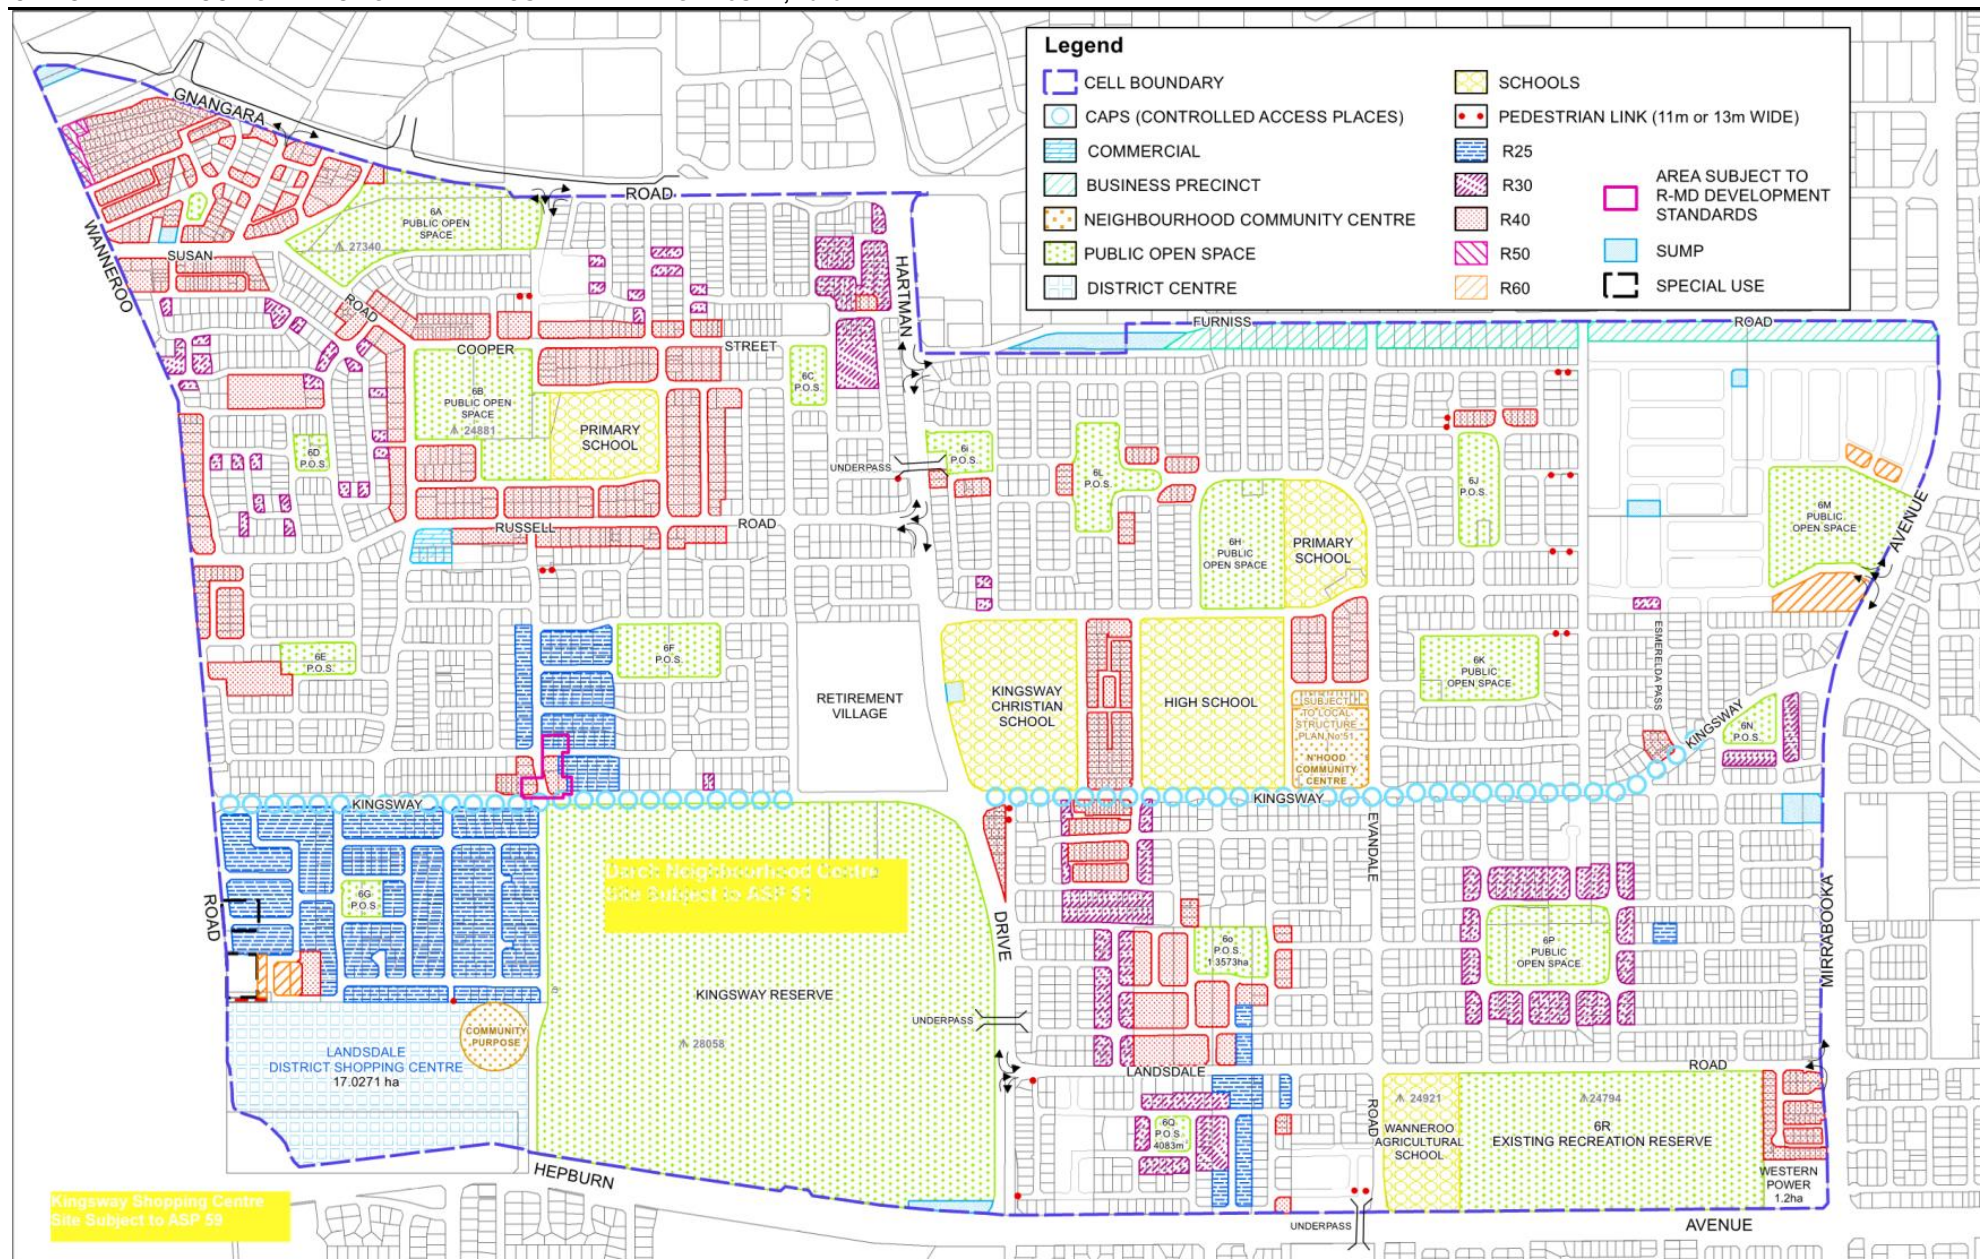 Legend
CELL BOUNDARY
CAPS (CONTROLLED ACCESS PLACES)
COMMERCIAL
BUSINESS PRECINCT
NEIGHBOURHOOD COMMUNITY CENTRE
PUBLIC OPEN SPACE
DISTRICT CENTRE
SCHOOLS
PEDESTRIAN LINK (11m or 13m WIDE)
R25
R30
R40
R50
R60
AREA SUBJECT TO
R-MD DEVELOPMENT
STANDARDS
SUMP
SPECIAL USE
GNANGARA
ROAD
WANNEROO
SUSAN
ROAD
6A
PUBLIC OPEN
SPACE
27340
HARTMAN
FURNISS
ROAD
COOPER
STREET
6B
PUBLIC OPEN
SPACE
24881
PRIMARY
SCHOOL
6C
P.O.S.
6D
P.O.S.
UNDERPASS
6i
P.O.S.
6L
P.O.S.
6J
P.O.S.
6M
PUBLIC
OPEN SPACE
AVENUE
RUSSELL
ROAD
6H
PUBLIC
OPEN SPACE
PRIMARY
SCHOOL
6E
P.O.S.
6F
P.O.S.
RETIREMENT
VILLAGE
KINGSWAY
CHRISTIAN
SCHOOL
HIGH SCHOOL
SUBJECT
TO LOCAL
STRUCTURE
PLAN No 51
N'HOOD
COMMUNITY
CENTRE
6K
PUBLIC
OPEN SPACE
ESMERELDA PASS
KINGSWAY
6N
P.O.S.
KINGSWAY
KINGSWAY
EVANDALE
ROAD
6G
P.O.S.
Darch Neighbourhood Centre
Site Subject to ASP 51
DRIVE
6o
P.O.S.
1.3573ha
6P
PUBLIC
OPEN SPACE
MIRRABOOKA
KINGSWAY RESERVE
28058
UNDERPASS
COMMUNITY
PURPOSE
LANDSDALE
DISTRICT SHOPPING CENTRE
17.0271 ha
LANDSDALE
ROAD
ROAD
6Q
P.O.S.
4083m
24921
WANNEROO
AGRICULTURAL
SCHOOL
24794
6R
EXISTING RECREATION RESERVE
WESTERN
POWER
1.2ha
HEPBURN
Kingsway Shopping Centre
Site Subject to ASP 59
UNDERPASS
AVENUE